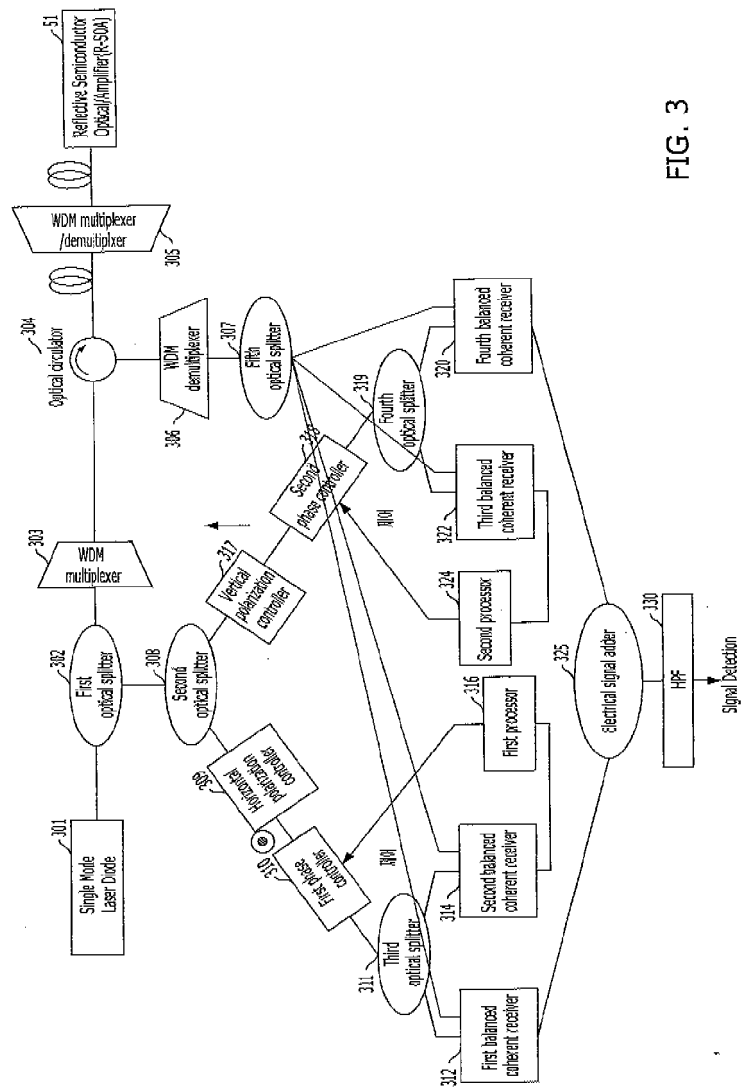 301
Single Mode
Laser Diode
302
First
optical splitter
303
WDM
multiplexer
Optical circulator
304
305
WDM multiplexer
/demultiplxer
51
Reflective Semiconductor
Optical/Amplifier(R-SOA)
306
WDM
demultiplexer
307
Fifth
optical splitter
308
Second
optical splitter
309
Horizontal
polarization
controller
310
First phase
controller
311
Third
optical splitter
317
Vertical
polarization
controller
318
Second
phase controller
319
Fourth
optical splitter
312
First balanced
coherent receiver
314
Second balanced
coherent receiver
316
First processor
324
Second processor
322
Third balanced
coherent receiver
320
Fourth balanced
coherent receiver
325
Electrical signal adder
330
HPF
Signal Detection
FIG. 3